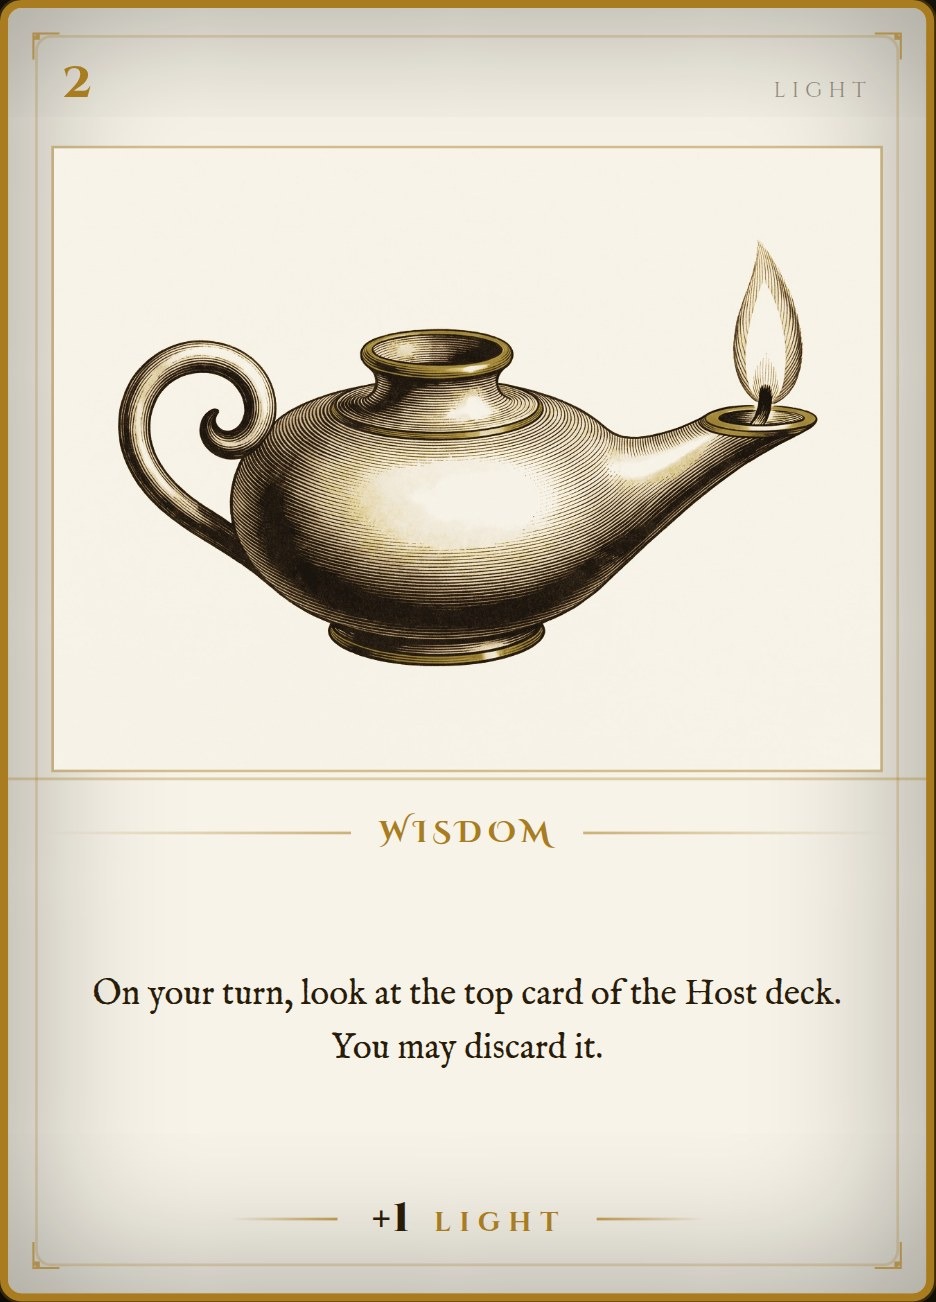 2
LIGHT
WISDOM
On your turn, look at the top card of the Host deck.
You may discard it.
+1 LIGHT